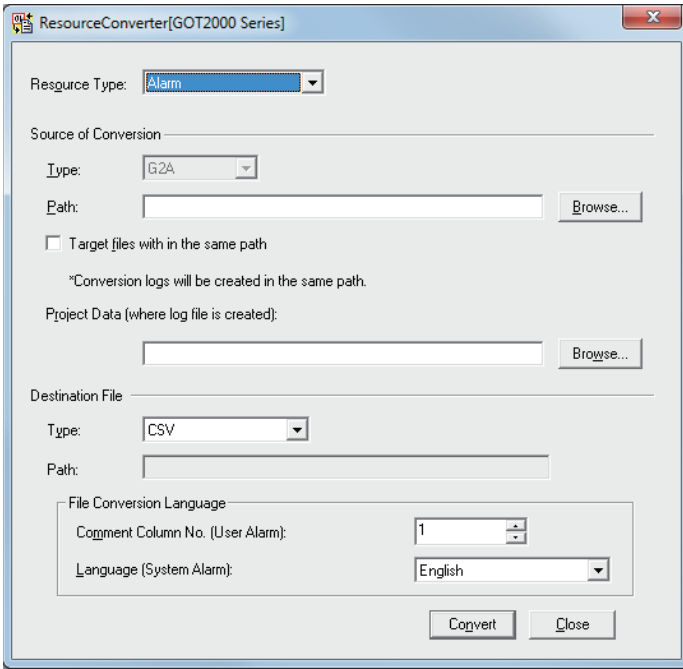 ResourceConverter[GOT2000 Series]
Resource Type: Alarm
Source of Conversion
Type: G2A
Path: Browse...
Target files with in the same path
*Conversion logs will be created in the same path.
Project Data (where log file is created):
Browse...
Destination File
Type: CSV
Path:
File Conversion Language
Comment Column No. (User Alarm): 1
Language (System Alarm): English
Convert Close